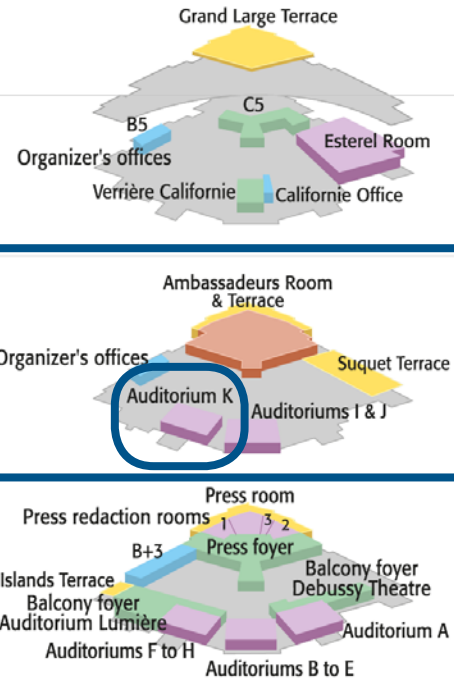 Grand Large Terrace
C5
B5
Esterel Room
Organizer's offices
Verrière Californie
Californie Office
Ambassadeurs Room
& Terrace
Organizer's offices
Suquet Terrace
Auditorium K
Auditoriums I & J
Press room
Press redaction rooms
1
3
2
B+3
Press foyer
Islands Terrace
Balcony foyer
Debussy Theatre
Balcony foyer
Auditorium Lumière
Auditorium A
Auditoriums F to H
Auditoriums B to E